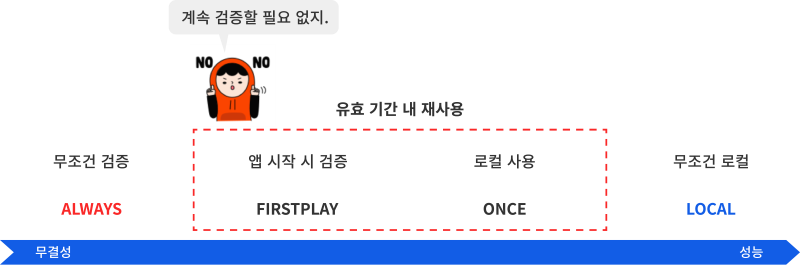 계속 검증할 필요 없지.
NO NO
유효 기간 내 재사용
무조건 검증
앱 시작 시 검증
로컬 사용
무조건 로컬
ALWAYS
FIRSTPLAY
ONCE
LOCAL
무결성
성능